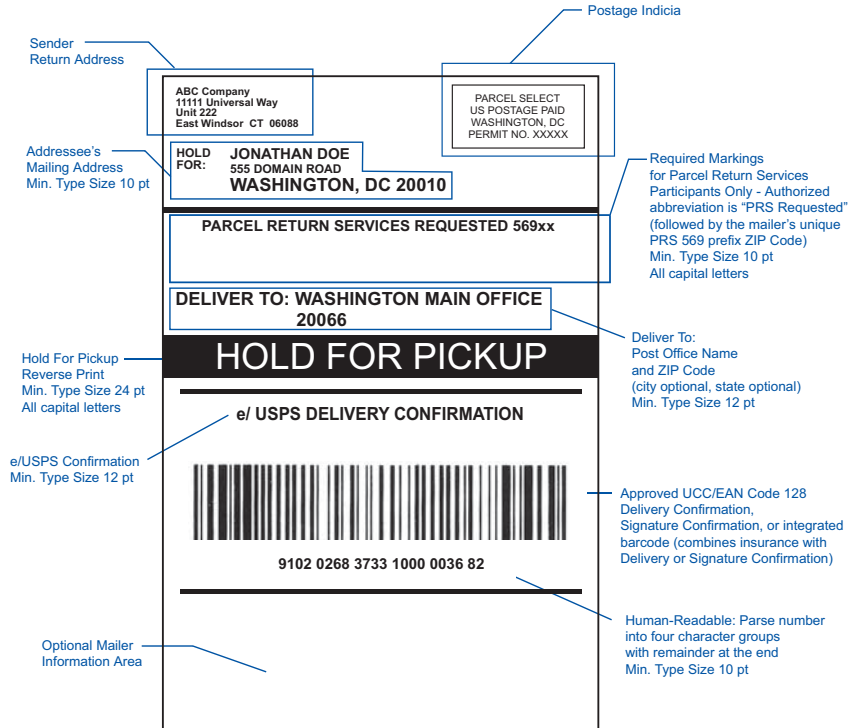 Postage Indicia
Sender
Return Address
ABC Company
11111 Universal Way
Unit 222
East Windsor CT 06088
PARCEL SELECT
US POSTAGE PAID
WASHINGTON, DC
PERMIT NO. XXXXX
Addressee's
Mailing Address
Min. Type Size 10 pt
HOLD
FOR:
JONATHAN DOE
555 DOMAIN ROAD
WASHINGTON, DC 20010
Required Markings
for Parcel Return Services
Participants Only - Authorized
abbreviation is “PRS Requested”
(followed by the mailer's unique
PRS 569 prefix ZIP Code)
Min. Type Size 10 pt
All capital letters
PARCEL RETURN SERVICES REQUESTED 569xx
DELIVER TO: WASHINGTON MAIN OFFICE
20066
Deliver To:
Post Office Name
and ZIP Code
(city optional, state optional)
Min. Type Size 12 pt
Hold For Pickup
Reverse Print
Min. Type Size 24 pt
All capital letters
HOLD FOR PICKUP
e/ USPS DELIVERY CONFIRMATION
e/USPS Confirmation
Min. Type Size 12 pt
Approved UCC/EAN Code 128
Delivery Confirmation,
Signature Confirmation, or integrated
barcode (combines insurance with
Delivery or Signature Confirmation)
9102 0268 3733 1000 0036 82
Human-Readable: Parse number
into four character groups
with remainder at the end
Min. Type Size 10 pt
Optional Mailer
Information Area